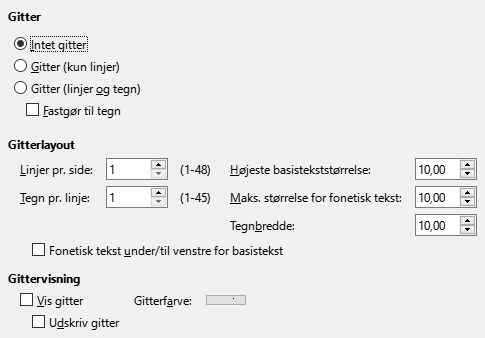 Gitter
Intet gitter
Gitter (kun linjer)
Gitter (linjer og tegn)
Fastgør til tegn
Gitterlayout
Linjer pr. side: 1 (1-48) Højeste basistekststørrelse: 10,00
Tegn pr. linje: 1 (1-45) Maks. størrelse for fonetisk tekst: 10,00
Tegnbredde: 10,00
Fonetisk tekst under/til venstre for basistekst
Gittervisning
Vis gitter Gitterfarve:
Udskriv gitter